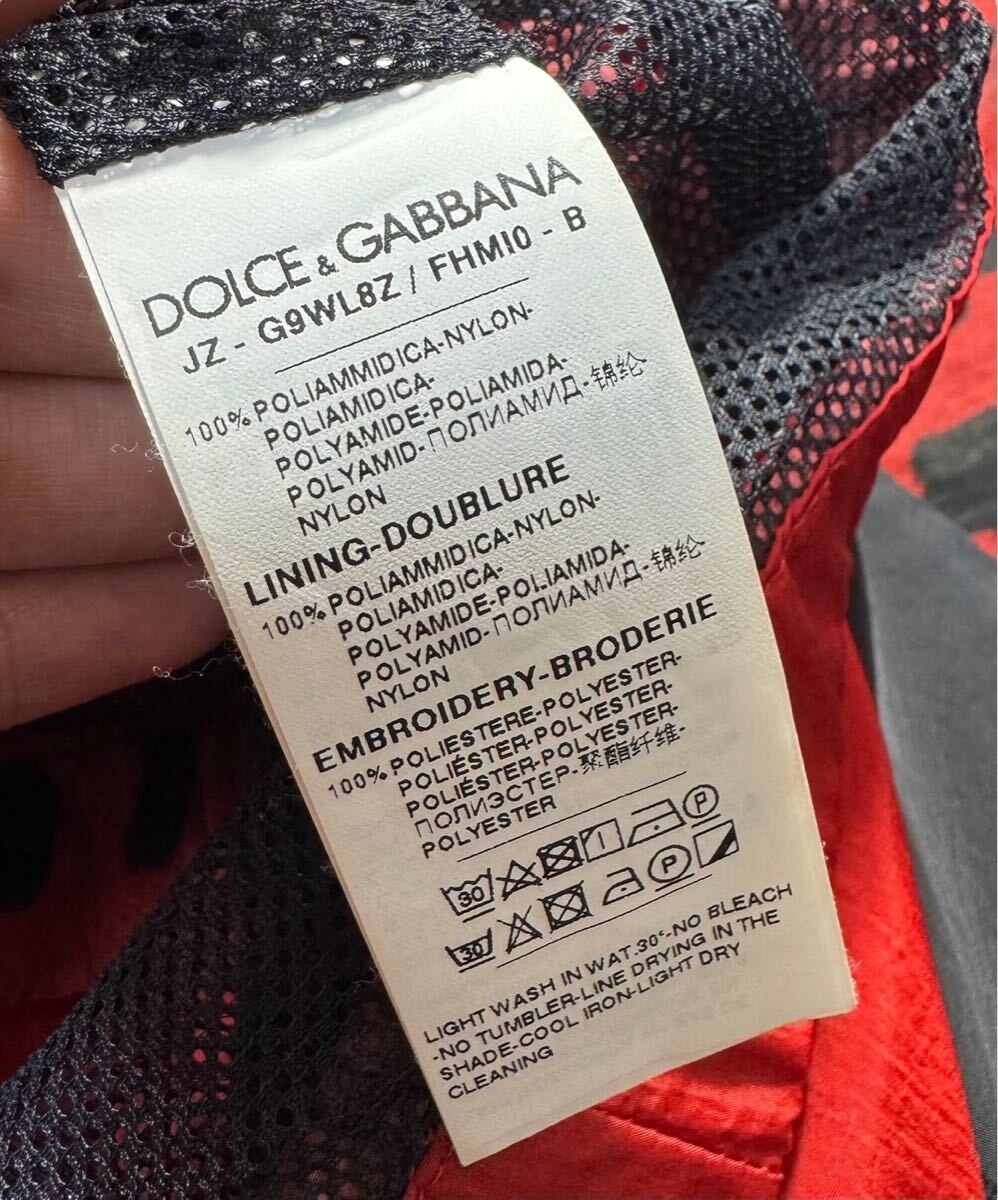 DOLCE & GABBANA
JZ - G9WL8Z / FHMI0 - B
100% POLIAMMIDICA-NYLON-
POLIAMIDICA-
POLYAMIDE-POLIAMIDA-
POLYAMID-ПОЛИАМИД-锦纶-
NYLON
LINING-DOUBLURE
100% POLIAMMIDICA-NYLON-
POLIAMIDICA-
POLYAMIDE-POLIAMIDA-
POLYAMID-ПОЛИАМИД-锦纶-
NYLON
EMBROIDERY-BRODERIE
100% POLIESTERE-POLYESTER-
POLIÉSTER-POLYESTER-
POLIÉSTER-POLYESTER-
ПОЛИЭСТЕР-聚酯纤维-
POLYESTER
30 P
30 P
LIGHT WASH IN WAT.30°-NO BLEACH
-NO TUMBLER-LINE DRYING IN THE
SHADE-COOL IRON-LIGHT DRY
CLEANING